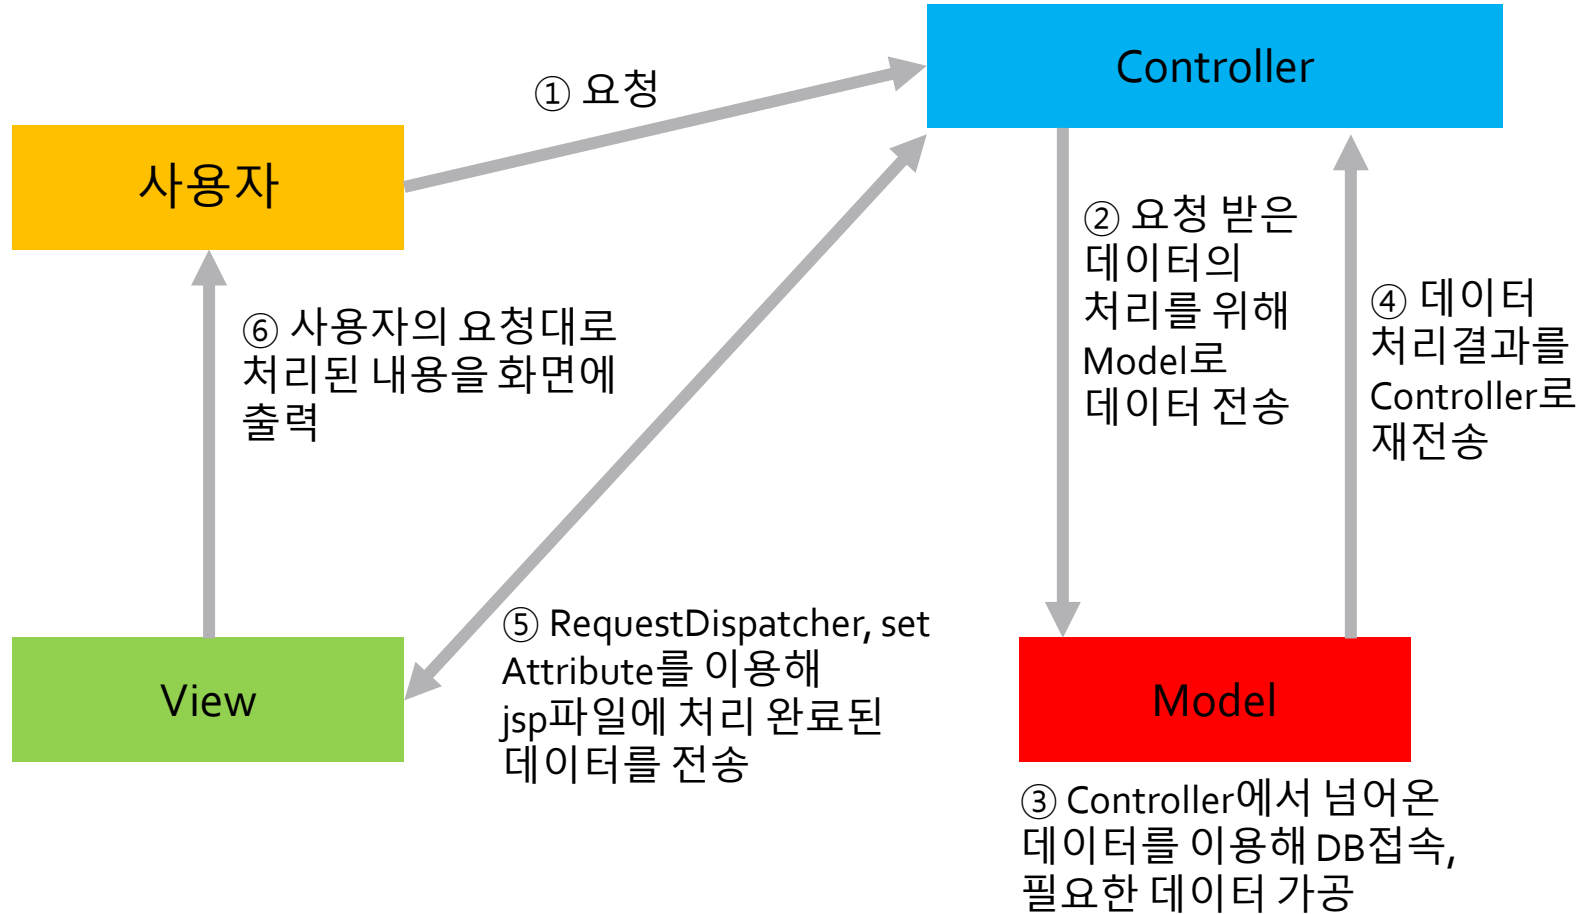 Controller
① 요청
사용자
② 요청 받은
데이터의
처리를 위해
Model로
데이터 전송
④ 데이터
처리결과를
Controller로
재전송
⑥ 사용자의 요청대로
처리된 내용을 화면에
출력
⑤ RequestDispatcher, set
Attribute를 이용해
jsp파일에 처리 완료된
데이터를 전송
View
Model
③ Controller에서 넘어온
데이터를 이용해 DB접속,
필요한 데이터 가공